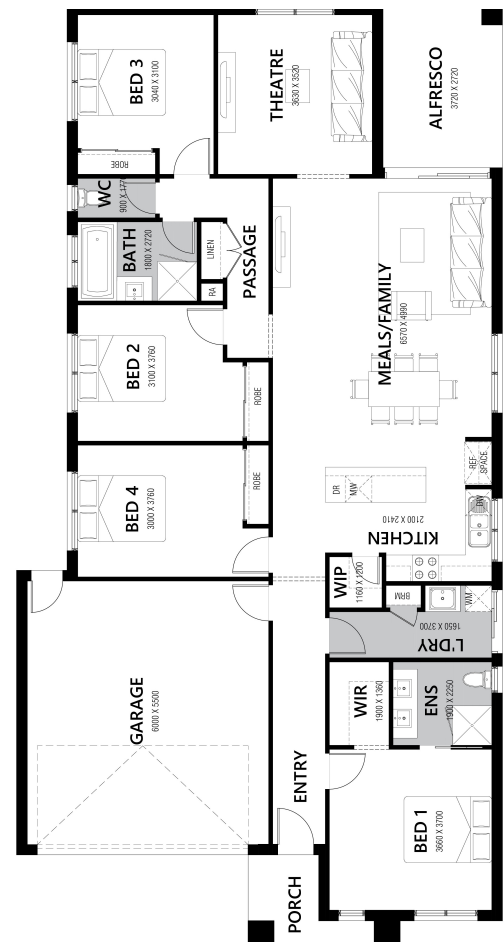 BED 3
3040 X 3100
ROBE
THEATRE
3630 X 3520
ALFRESCO
3720 X 2720
WC
BATH
1800 X 2720
LINEN
RA
PASSAGE
MEALS/FAMILY
6570 X 4990
BED 2
3100 X 3760
ROBE
BED 4
3000 X 3760
ROBE
REF. SPACE
DR
MW
DW
2100 X 2410
KITCHEN
WIP
1160 X 1200
BRM
WM
1650 X 3700
L'DRY
GARAGE
6000 X 5500
WIR
1900 X 1360
ENS
1900 X 2250
ENTRY
BED 1
3660 X 3700
PORCH